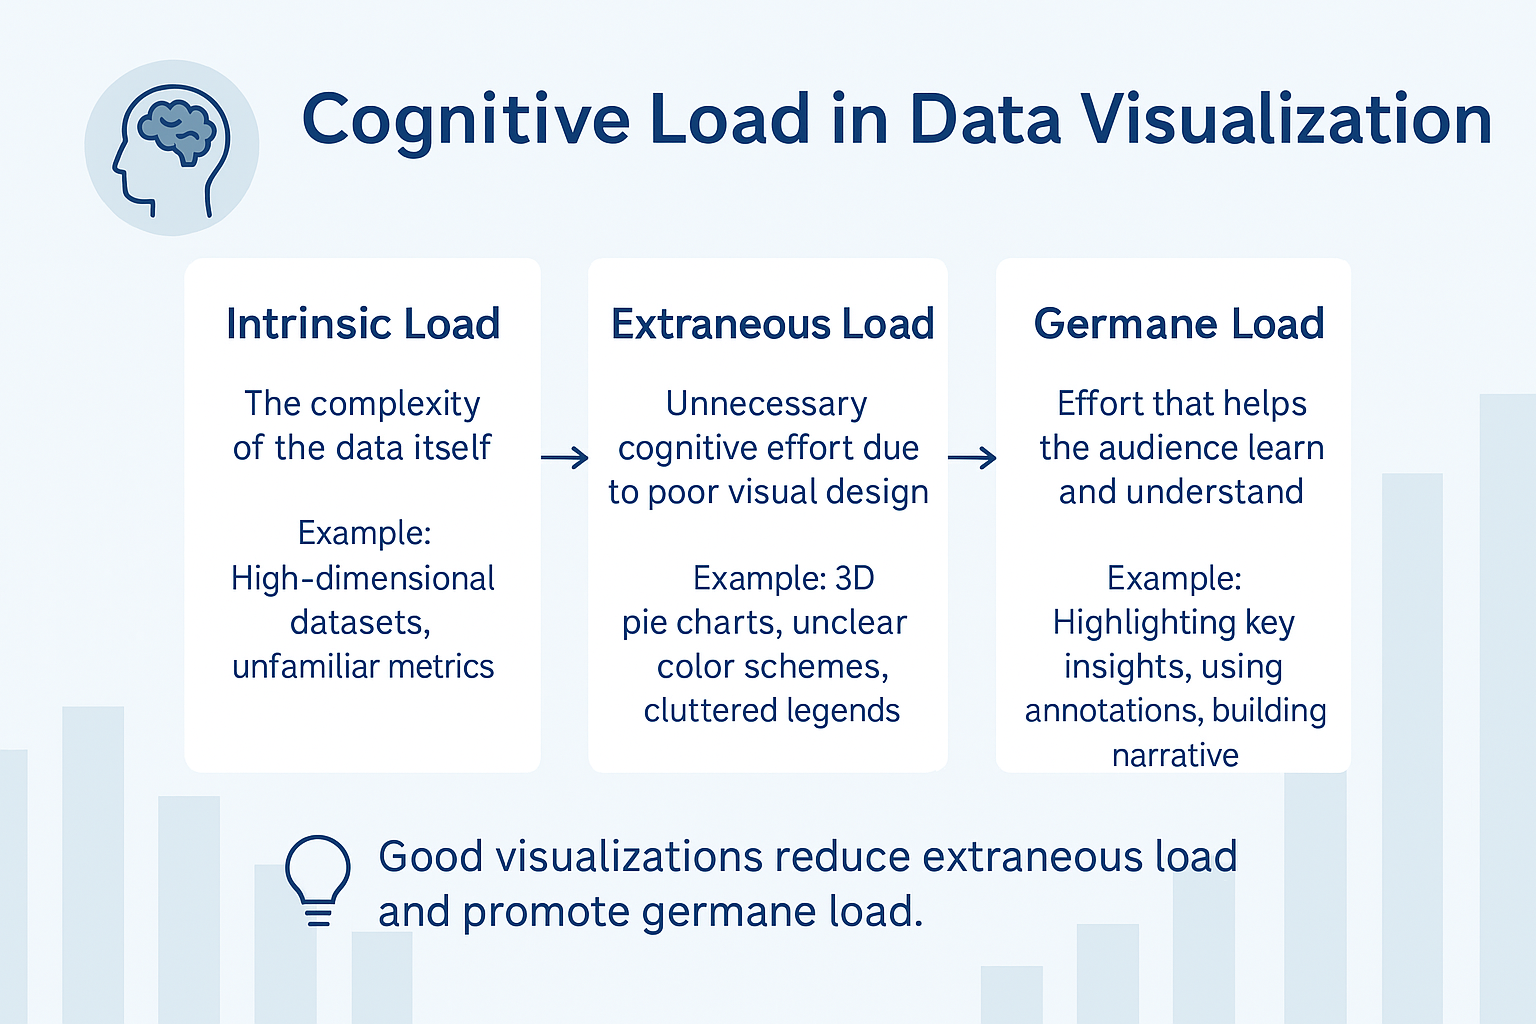 Cognitive Load in Data Visualization
Intrinsic Load
The complexity
of the data itself
Example:
High-dimensional
datasets,
unfamiliar metrics
Extraneous Load
Unnecessary
cognitive effort due
to poor visual design
Example: 3D
pie charts, unclear
color schemes,
cluttered legends
Germane Load
Effort that helps
the audience learn
and understand
Example:
Highlighting key
insights, using
annotations, building
narrative
Good visualizations reduce extraneous load
and promote germane load.